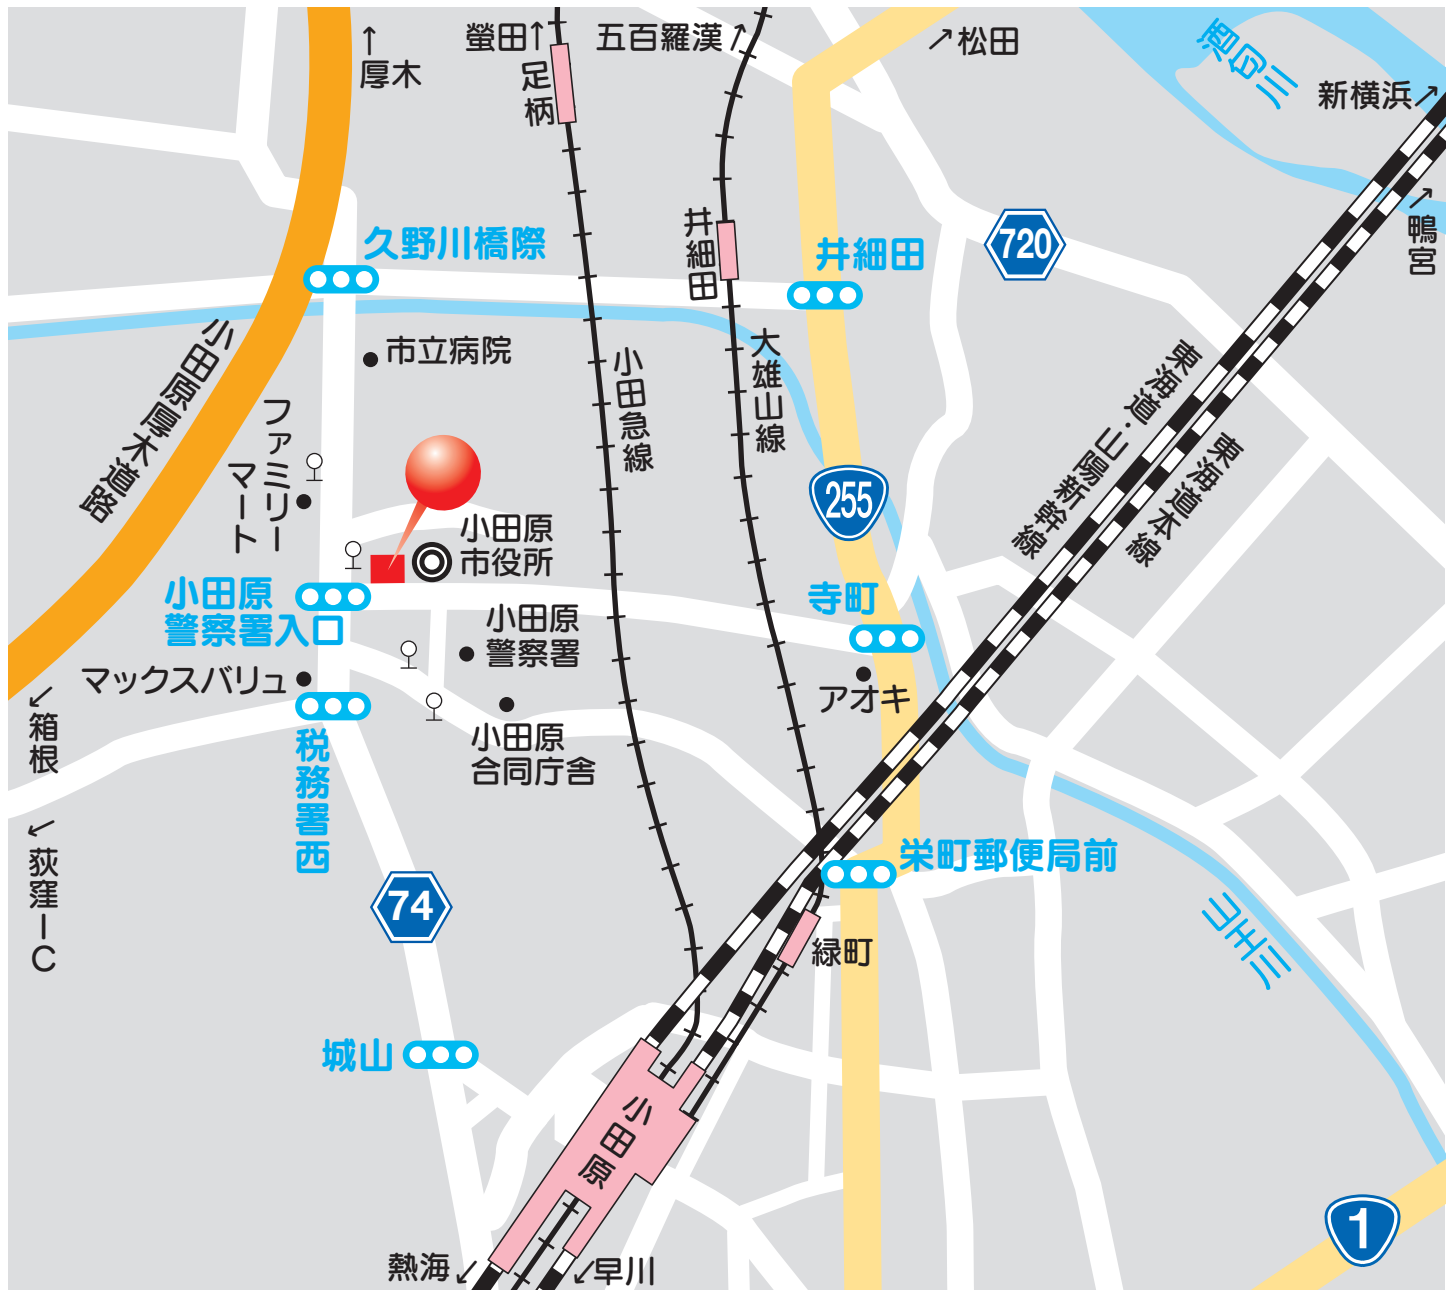 ↑
厚木
螢田↑
足柄
五百羅漢↗
↗松田
酒匂川
新横浜↗
↗
鴨宮
久野川橋際
井細田
井細田
720
小田原厚木道路
市立病院
小田急線
大雄山線
東海道・山陽新幹線
東海道本線
ファミリー
マート
255
小田原
市役所
小田原
警察署入口
小田原
警察署
寺町
マックスバリュ
アオキ
↙
箱根
税務署西
小田原
合同庁舎
↙
荻窪IC
74
栄町郵便局前
緑町
山王川
城山
小田原
1
熱海↙
↙早川